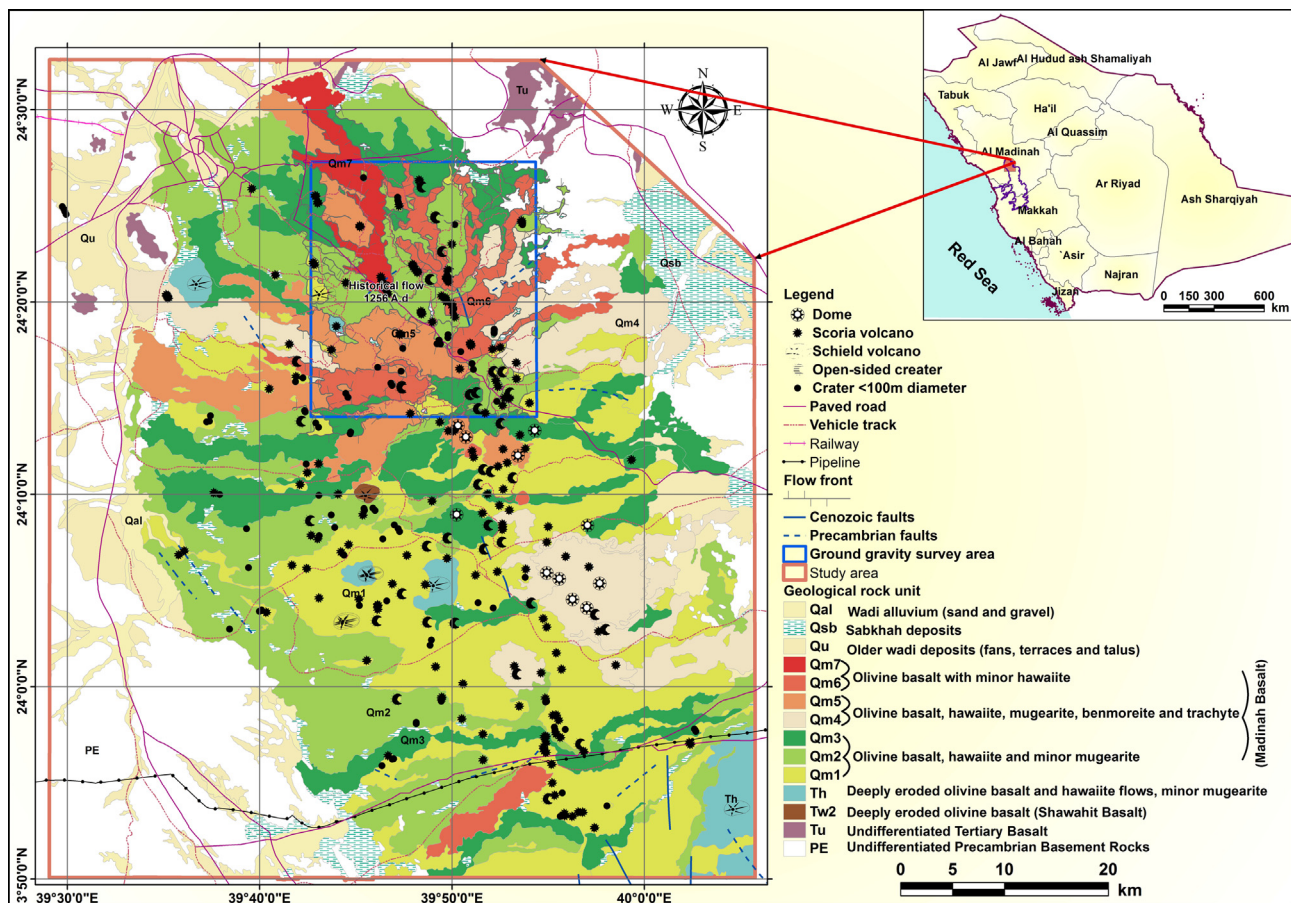 24°30'0"N
24°20'0"N
24°10'0"N
24°0'0"N
3°50'0"N
39°30'0"E
39°40'0"E
39°50'0"E
40°0'0"E
N
W
E
S
Tu
Qm7
Qu
Qsb
Historical flow
1256 A.d
Qm6
Qm5
Qm4
Qal
Qm1
Qm2
Qm3
PE
Th
Al Jawf
Al Hudud ash Shamaliyah
Tabuk
Ha'il
Al Quassim
Al Madinah
Ar Riyad
Makkah
Ash Sharqiyah
Al Bahah
'Asir
Najran
Jizan
Red Sea
0 150 300 600
km
Legend
Dome
Scoria volcano
Schield volcano
Open-sided creater
Crater <100m diameter
Paved road
Vehicle track
Railway
Pipeline
Flow front
Cenozoic faults
Precambrian faults
Ground gravity survey area
Study area
Geological rock unit
Qal Wadi alluvium (sand and gravel)
Qsb Sabkhah deposits
Qu Older wadi deposits (fans, terraces and talus)
Qm7
Olivine basalt with minor hawaiite
Qm6
Qm5
Olivine basalt, hawaiite, mugearite, benmoreite and trachyte
Qm4
Qm3
Qm2 Olivine basalt, hawaiite and minor mugearite
Qm1
(Madinah Basalt)
Th Deeply eroded olivine basalt and hawaiite flows, minor mugearite
Tw2 Deeply eroded olivine basalt (Shawahit Basalt)
Tu Undifferentiated Tertiary Basalt
PE Undifferentiated Precambrian Basement Rocks
0 5 10 20
km